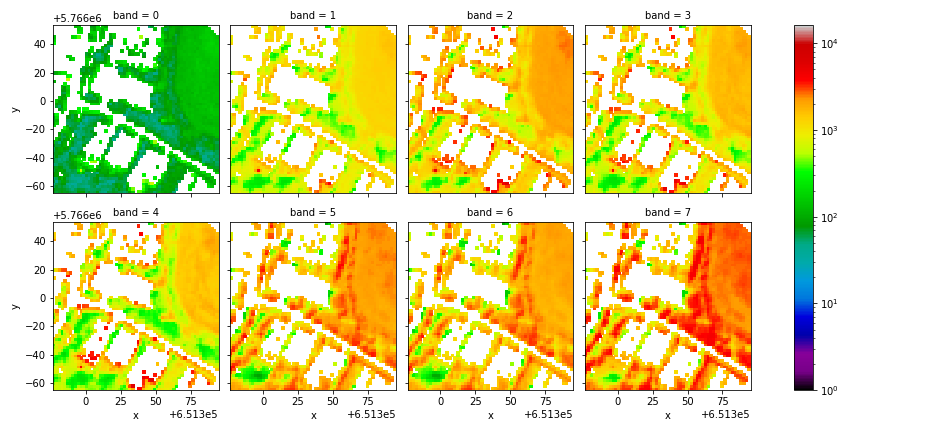 band = 0 band = 1 band = 2 band = 3
+5.766e6
40
20
0
−20
−40
−60
y
band = 4 band = 5 band = 6 band = 7
+5.766e6
40
20
0
−20
−40
−60
y
0 25 50 75 0 25 50 75 0 25 50 75 0 25 50 75
+6.513e5 +6.513e5 +6.513e5 +6.513e5
x x x x
10⁴
10³
10²
10¹
10⁰